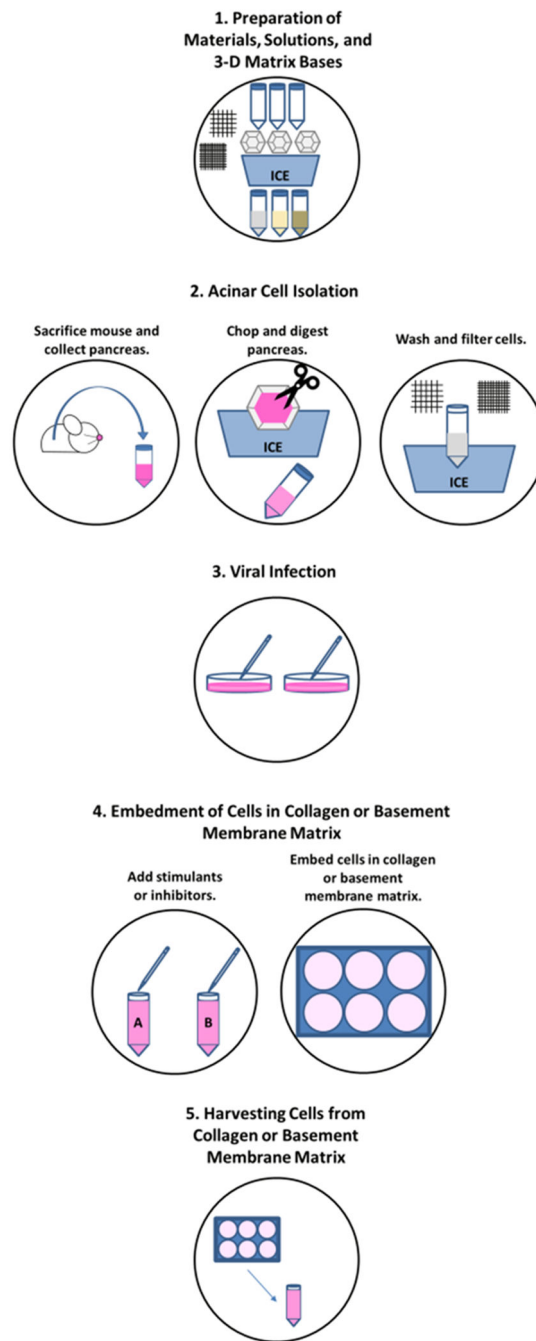 1. Preparation of
Materials, Solutions, and
3-D Matrix Bases
ICE
2. Acinar Cell Isolation
Sacrifice mouse and
collect pancreas.
Chop and digest
pancreas.
Wash and filter cells.
ICE
ICE
3. Viral Infection
4. Embedment of Cells in Collagen or Basement
Membrane Matrix
Add stimulants
or inhibitors.
Embed cells in collagen
or basement
membrane matrix.
A
B
5. Harvesting Cells from
Collagen or Basement
Membrane Matrix